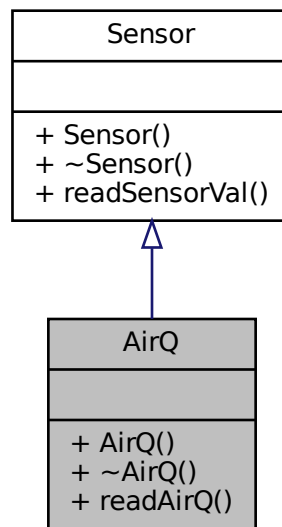 Sensor
+ Sensor()
+ ~Sensor()
+ readSensorVal()
AirQ
+ AirQ()
+ ~AirQ()
+ readAirQ()